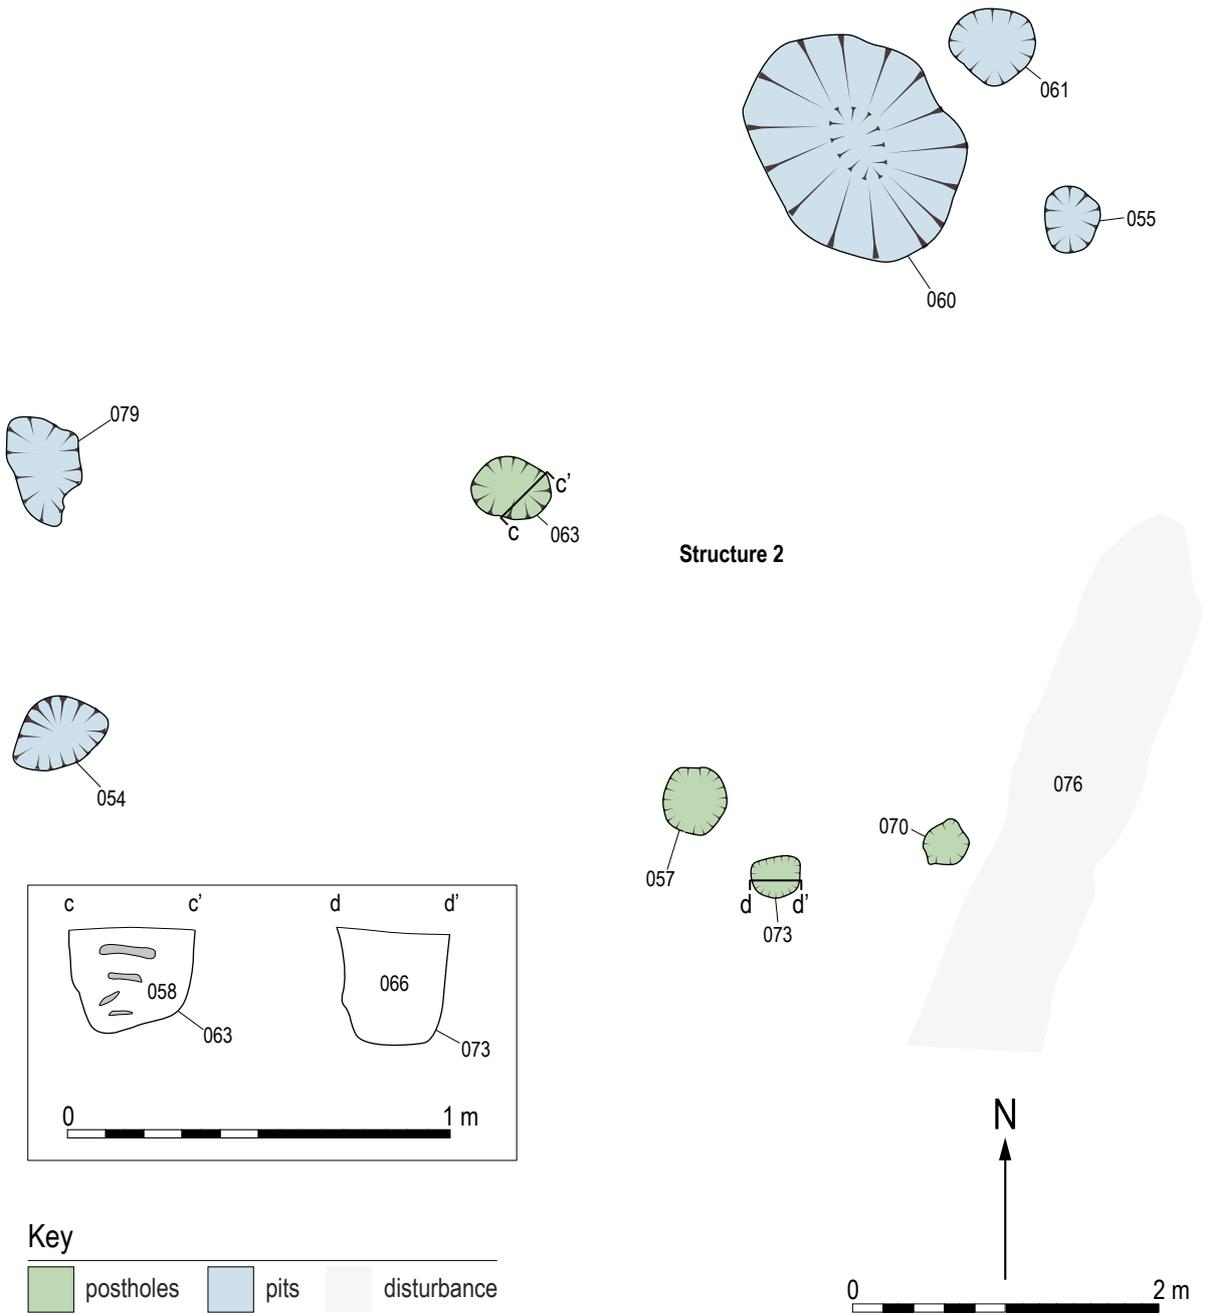 061
055
060
079
c'
c
063
Structure 2
054
076
070
057
d d'
073
c c' d d'
058
066
063
073
0 1 m
N
Key
postholes pits disturbance
0 2 m